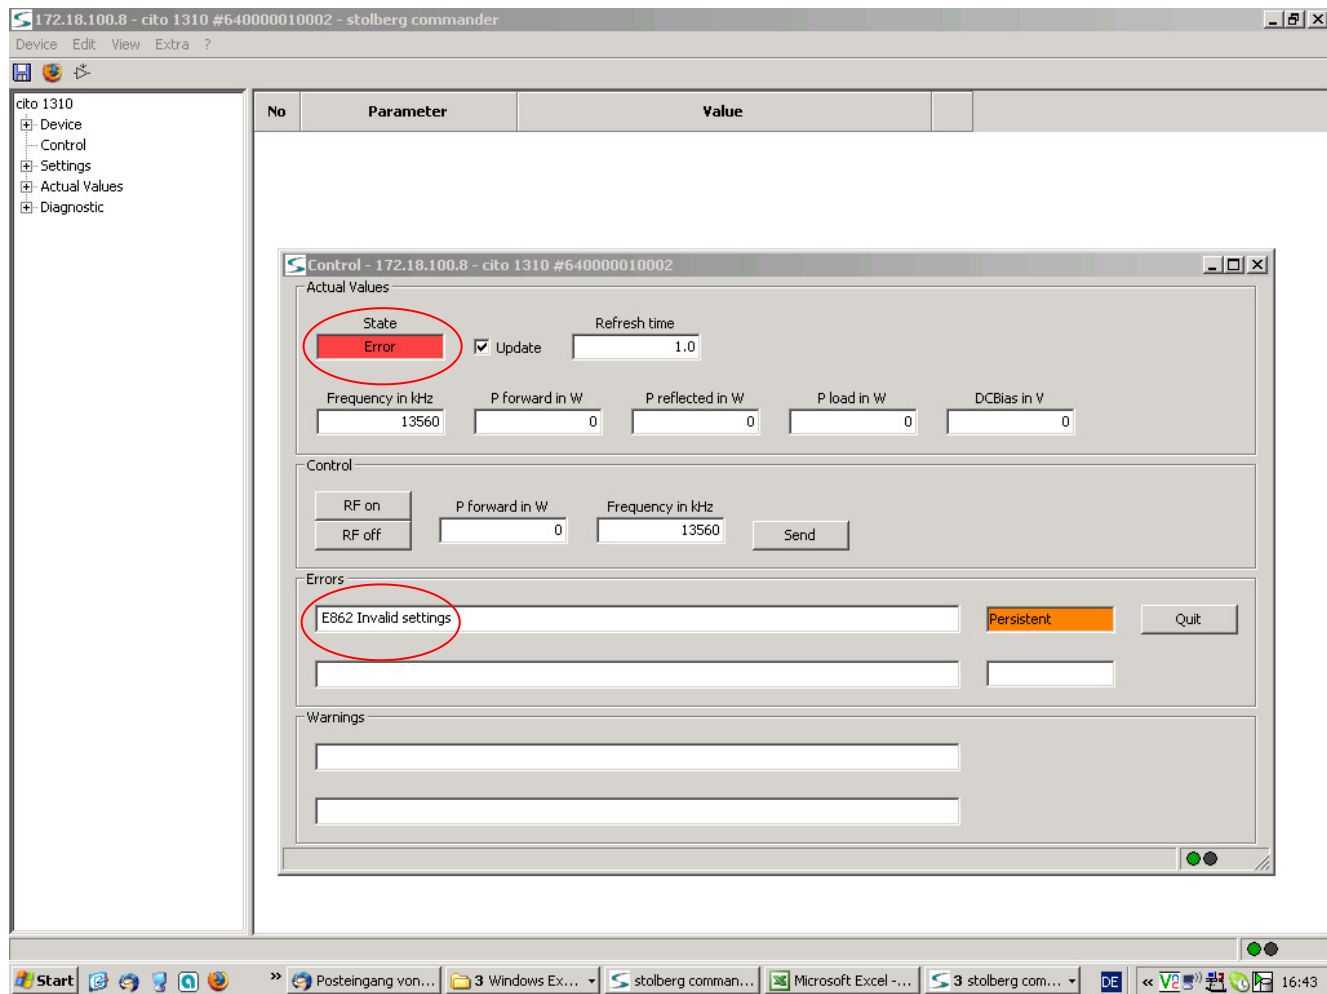 172.18.100.8 - cito 1310 #640000010002 - stolberg commander
Device Edit View Extra ?
cito 1310
Device
Control
Settings
Actual Values
Diagnostic
No Parameter Value
Control - 172.18.100.8 - cito 1310 #640000010002
Actual Values
State Refresh time
Error Update 1.0
Frequency in kHz P forward in W P reflected in W P load in W DCBias in V
13560 0 0 0 0
Control
RF on P forward in W Frequency in kHz
RF off 0 13560 Send
Errors
E862 Invalid settings Persistent Quit
Warnings
Start » Posteingang von... 3 Windows Ex... stolberg comman... Microsoft Excel -... 3 stolberg com... DE « 16:43